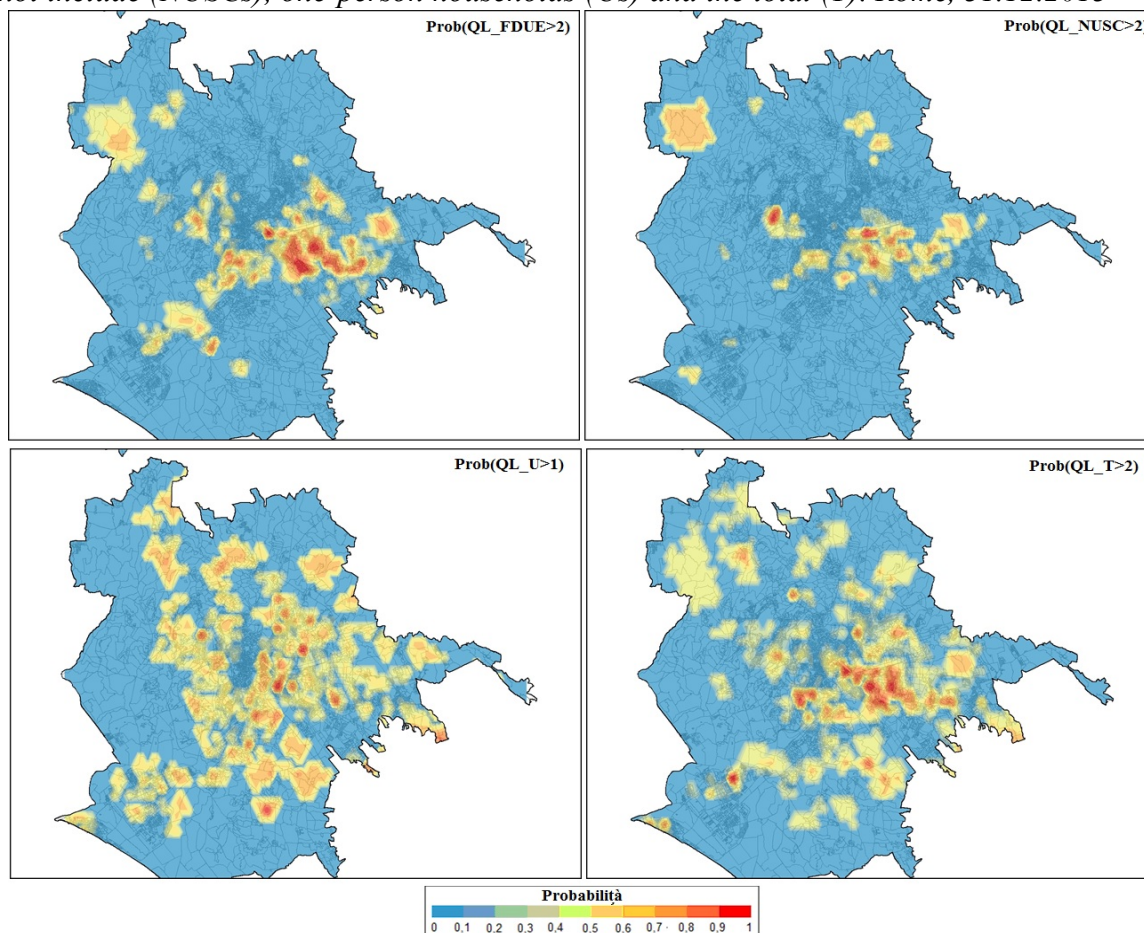 not include (NUSCs), one-person households (Us) and the total (T). Rome, 31.12.2015
Prob(QL_FDUE>2)
Prob(QL_NUSC>2)
Prob(QL_U>1)
Prob(QL_T>2)
Probabilità
0 0,1 0,2 0,3 0,4 0,5 0,6 0,7 0,8 0,9 1